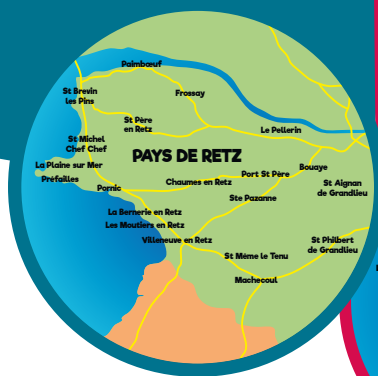 Paimbœuf
St Brevin
les Pins
Frossay
St Père
en Retz
Le Pellerin
St Michel
Chef Chef
PAYS DE RETZ
La Plaine sur Mer
Bouaye
Préfailles
Port St Père
Chaumes en Retz
Pornic
St Aignan
de Grandlieu
Ste Pazanne
La Bernerie en Retz
Les Moutiers en Retz
Villeneuve en Retz
St Philbert
de Grandlieu
St Même le Tenu
Machecoul